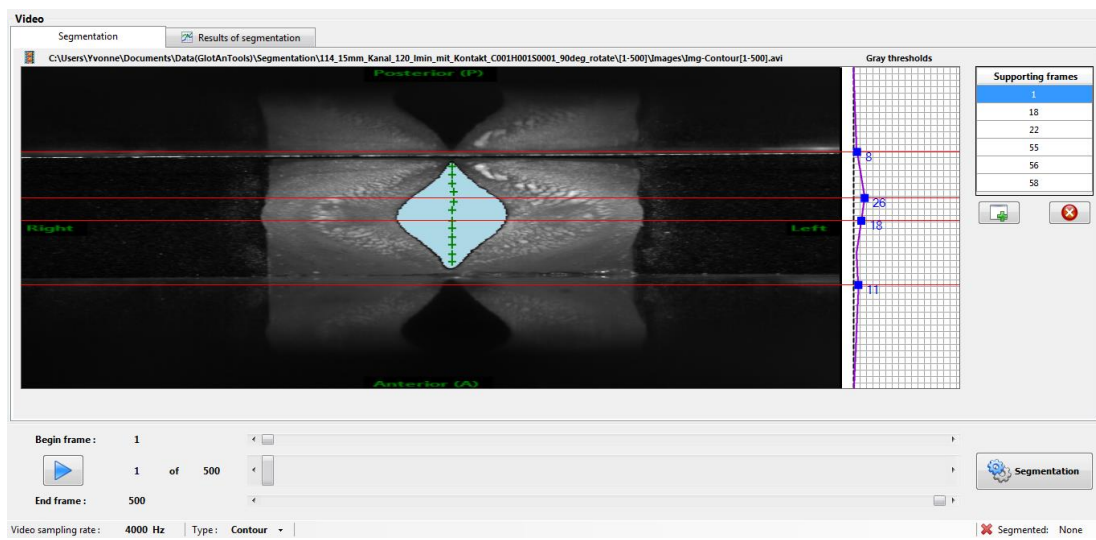 Video
Segmentation
Results of segmentation
C:\Users\Yvonne\Documents\Data(GlotAnTools)\Segmentation\114_15mm_Kanal_120_lmin_mit_Kontakt_C001H001S0001_90deg_rotate\[1-500]\Images\Img-Contour[1-500].avi
Gray thresholds
Supporting frames
Posterior (P)
1
18
22
55
56
58
8
26
18
Right
Left
11
Anterior (A)
Begin frame : 1
1 of 500
Segmentation
End frame : 500
Video sampling rate : 4000 Hz Type : Contour
Segmented: None